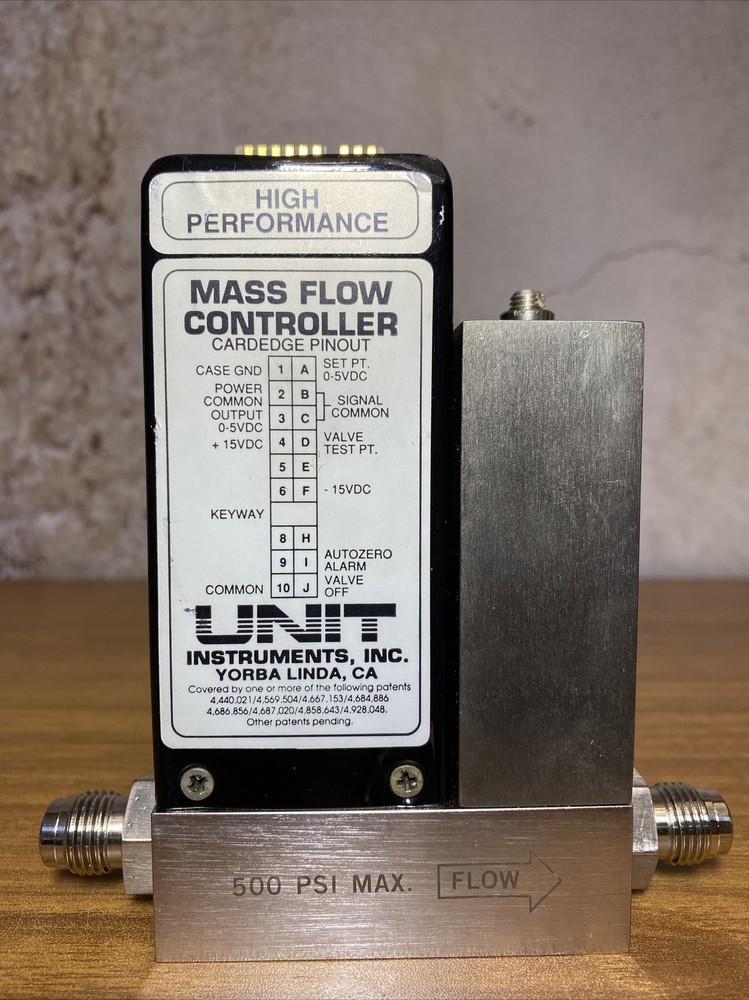 HIGH
PERFORMANCE
MASS FLOW
CONTROLLER
CARDEDGE PINOUT
CASE GND 1 A SET PT.
0-5VDC
POWER
COMMON 2 B SIGNAL
COMMON
OUTPUT
0-5VDC 3 C
+ 15VDC 4 D VALVE
TEST PT.
5 E
6 F - 15VDC
KEYWAY
8 H
9 I AUTOZERO
ALARM
COMMON 10 J VALVE
OFF
UNIT
INSTRUMENTS, INC.
YORBA LINDA, CA
Covered by one or more of the following patents
4,440,021/4,569,504/4,667,153/4,684,886
4,686,856/4,687,020/4,858,643/4,928,048.
Other patents pending.
500 PSI MAX. FLOW